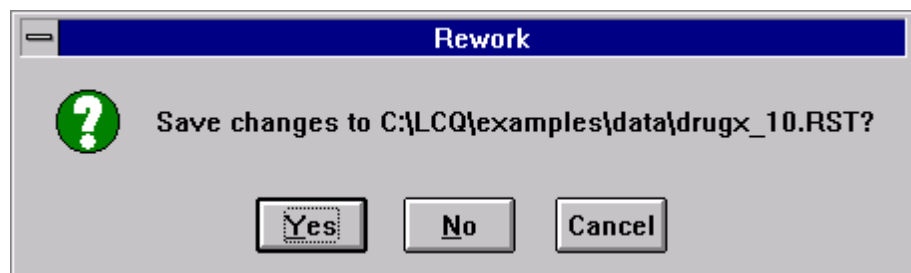 Rework
Save changes to C:\LCQ\examples\data\drugx_10.RST?
Yes No Cancel